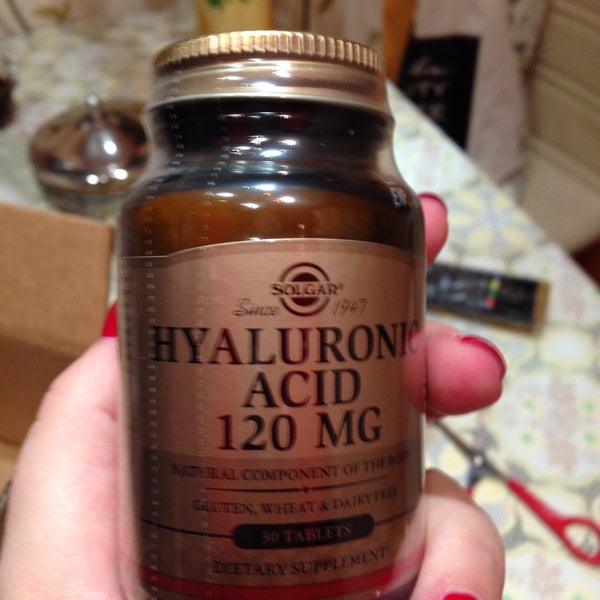 SOLGAR®
Since 1947
HYALURONIC
ACID
120 MG
NATURAL COMPONENT OF THE BODY
GLUTEN, WHEAT & DAIRY FREE
30 TABLETS
DIETARY SUPPLEMENT